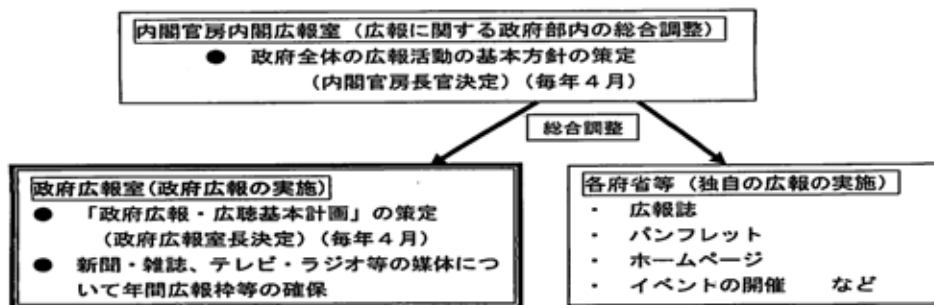 内閣官房内閣広報室（広報に関する政府部内の総合調整）
● 政府全体の広報活動の基本方針の策定
（内閣官房長官決定）（毎年４月）
総合調整
政府広報室（政府広報の実施）
● 「政府広報・広聴基本計画」の策定
（政府広報室長決定）（毎年４月）
● 新聞・雑誌、テレビ・ラジオ等の媒体につ
いて年間広報枠等の確保
各府省等（独自の広報の実施）
・ 広報誌
・ パンフレット
・ ホームページ
・ イベントの開催 など